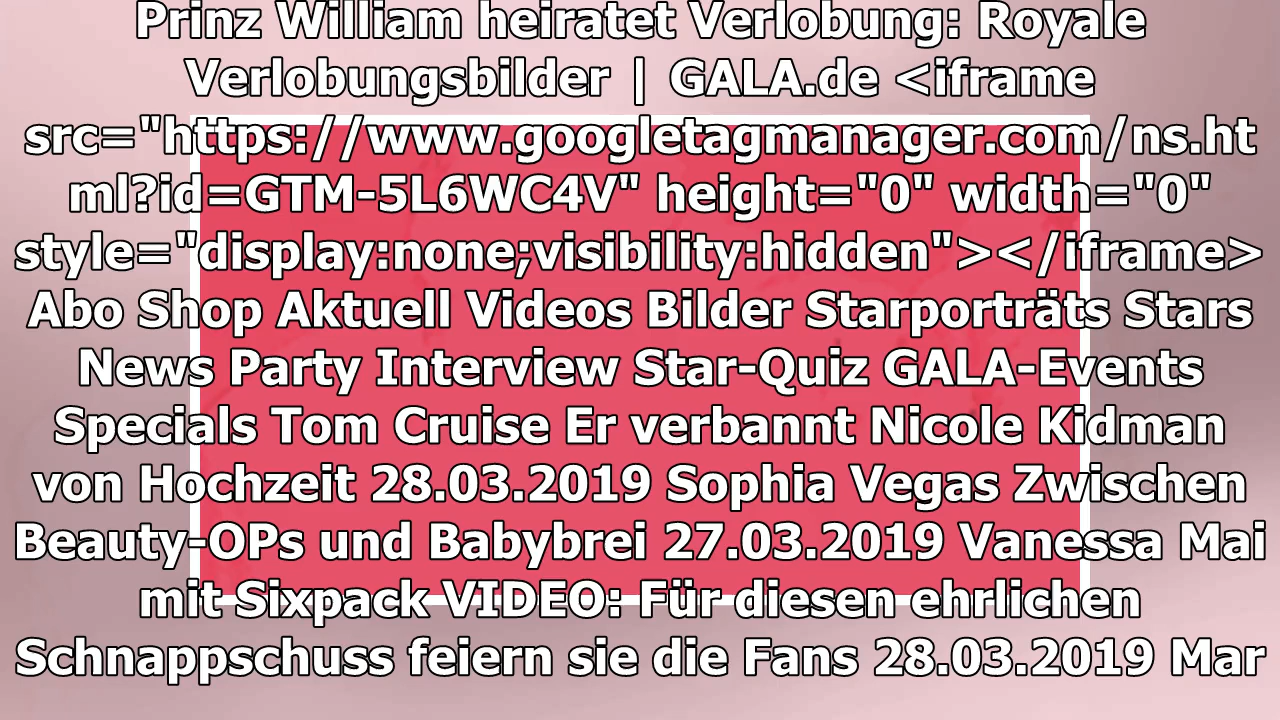 Prinz William heiratet Verlobung: Royale
Verlobungsbilder | GALA.de <iframe
src="https://www.googletagmanager.com/ns.ht
ml?id=GTM-5L6WC4V" height="0" width="0"
style="display:none;visibility:hidden"></iframe>
Abo Shop Aktuell Videos Bilder Starporträts Stars
News Party Interview Star-Quiz GALA-Events
Specials Tom Cruise Er verbannt Nicole Kidman
von Hochzeit 28.03.2019 Sophia Vegas Zwischen
Beauty-OPs und Babybrei 27.03.2019 Vanessa Mai
mit Sixpack VIDEO: Für diesen ehrlichen
Schnappschuss feiern sie die Fans 28.03.2019 Mar